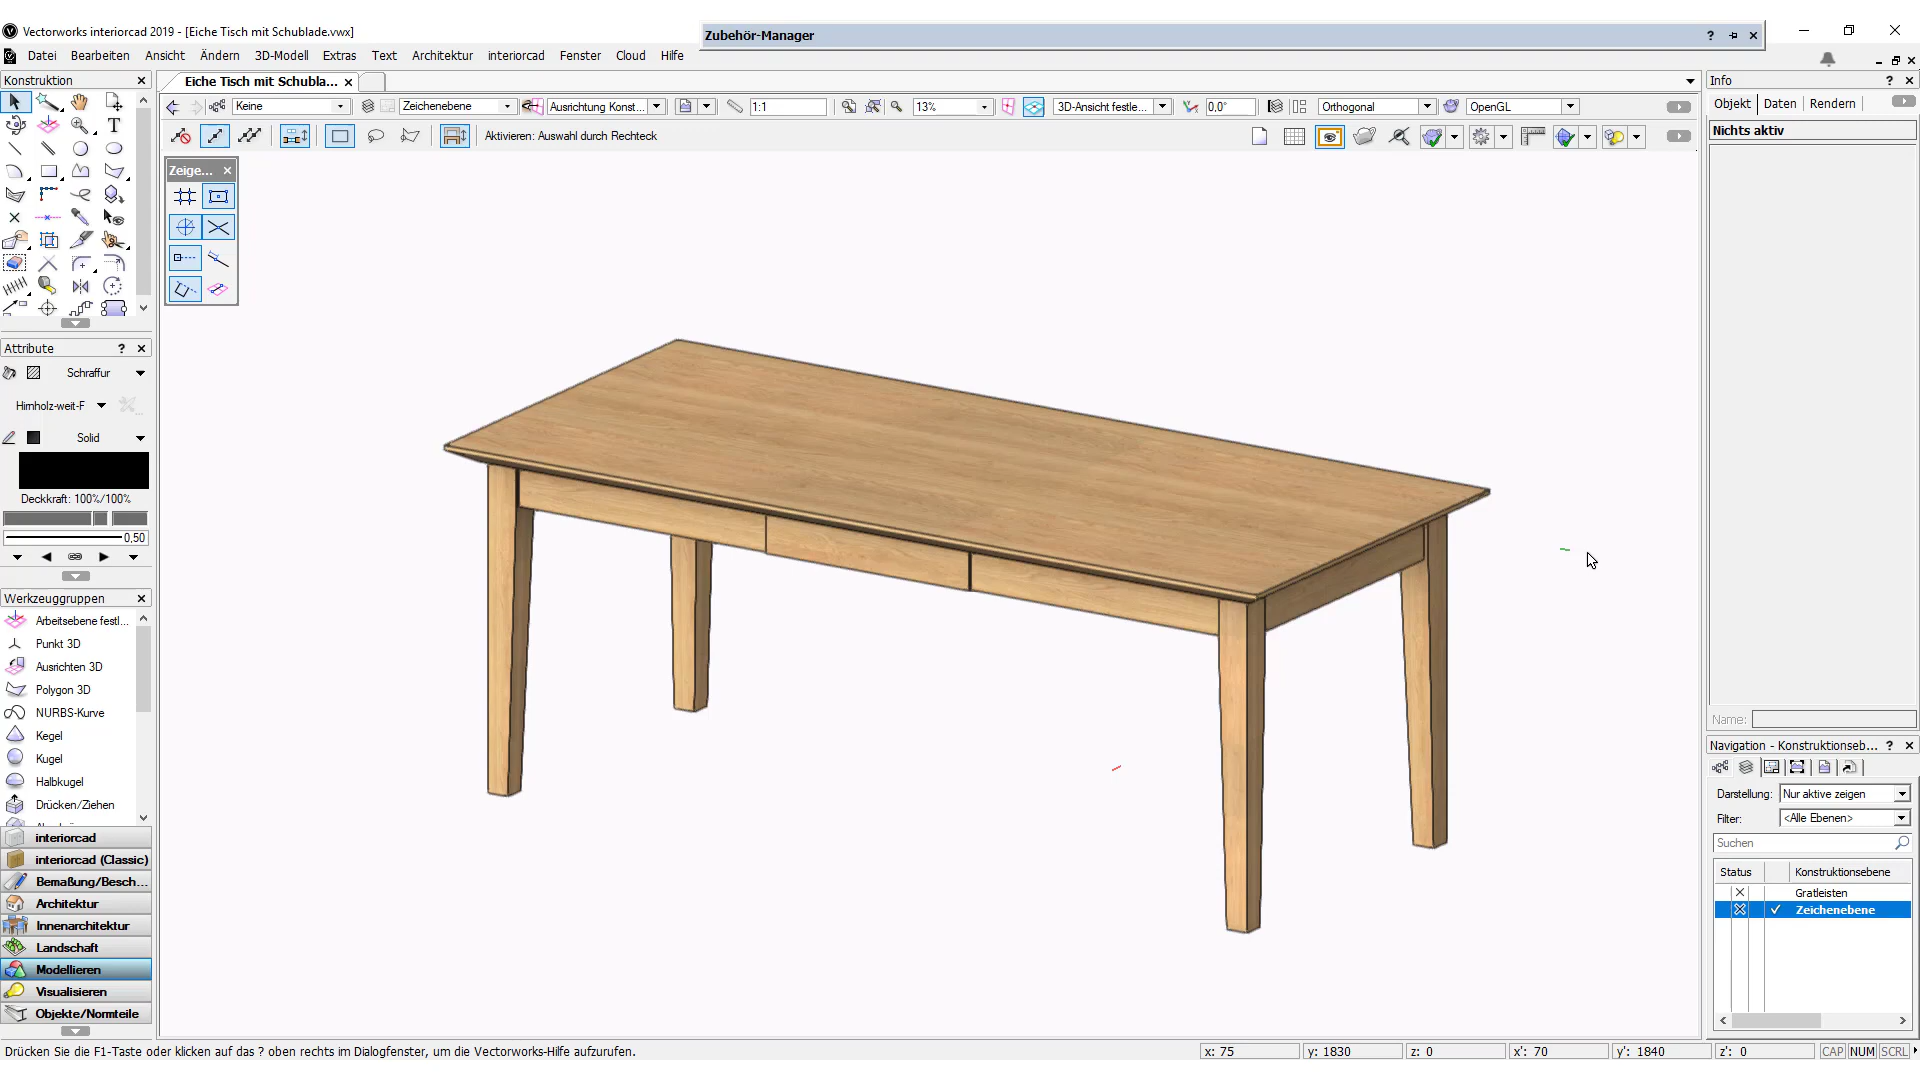 Vectorworks interiorcad 2019 - [Eiche Tisch mit Schublade.vwx]
Zubehör-Manager
?
Datei Bearbeiten Ansicht Ändern 3D-Modell Extras Text Architektur interiorcad Fenster Cloud Hilfe
Konstruktion
Eiche Tisch mit Schubla...
Info
?
Keine
Zeichenebene
Ausrichtung Konst...
1:1
13%
3D-Ansicht festle...
0,0°
Orthogonal
OpenGL
Objekt Daten Rendern
Aktivieren: Auswahl durch Rechteck
Nichts aktiv
Zeige...
T
Attribute ?
Schraffur
Hirnholz-weit-F
Solid
Deckkraft: 100%/100%
0,50
Werkzeuggruppen
Arbeitsebene festl...
Punkt 3D
Ausrichten 3D
Polygon 3D
NURBS-Kurve
Kegel
Kugel
Halbkugel
Drücken/Ziehen
interiorcad
interiorcad (Classic)
Bemaßung/Besch...
Architektur
Innenarchitektur
Landschaft
Modellieren
Visualisieren
Objekte/Normteile
Name:
Navigation - Konstruktionseb... ?
Darstellung: Nur aktive zeigen
Filter: <Alle Ebenen>
Suchen
Status Konstruktionsebene
Gratleisten
Zeichenebene
Drücken Sie die F1-Taste oder klicken auf das ? oben rechts im Dialogfenster, um die Vectorworks-Hilfe aufzurufen.
x: 75 y: 1830 z: 0 x': 70 y': 1840 z': 0 CAP NUM SCRL